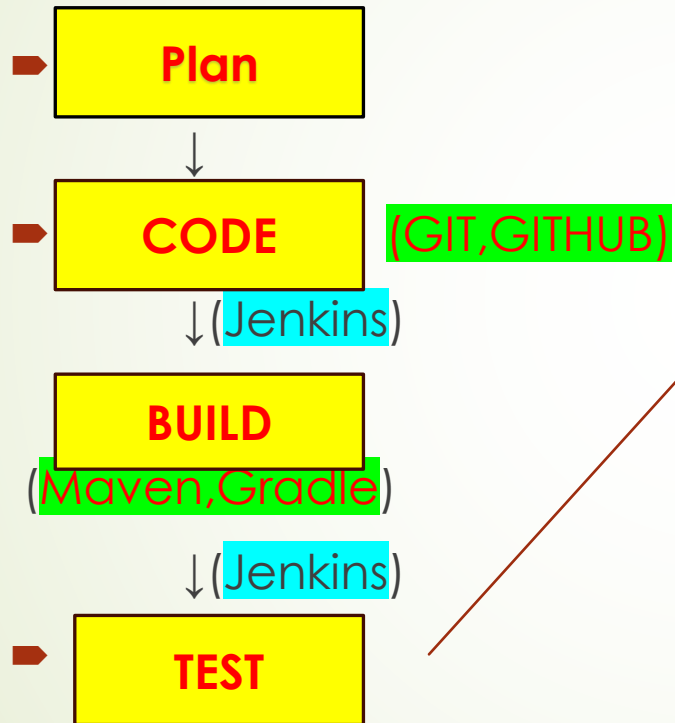 Plan
↓
CODE (GIT,GITHUB)
↓(Jenkins)
BUILD
(Maven,Gradle)
↓(Jenkins)
TEST